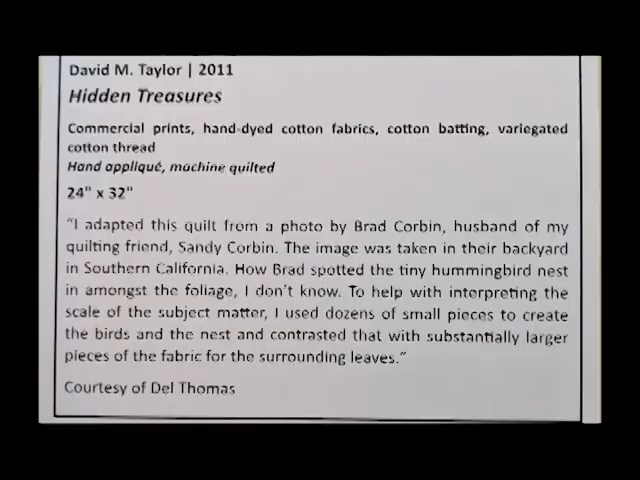 David M. Taylor | 2011
Hidden Treasures
Commercial prints, hand-dyed cotton fabrics, cotton batting, variegated
cotton thread
Hand appliqué, machine quilted
24" x 32"
"I adapted this quilt from a photo by Brad Corbin, husband of my
quilting friend, Sandy Corbin. The image was taken in their backyard
in Southern California. How Brad spotted the tiny hummingbird nest
in amongst the foliage, I don't know. To help with interpreting the
scale of the subject matter, I used dozens of small pieces to create
the birds and the nest and contrasted that with substantially larger
pieces of the fabric for the surrounding leaves."
Courtesy of Del Thomas